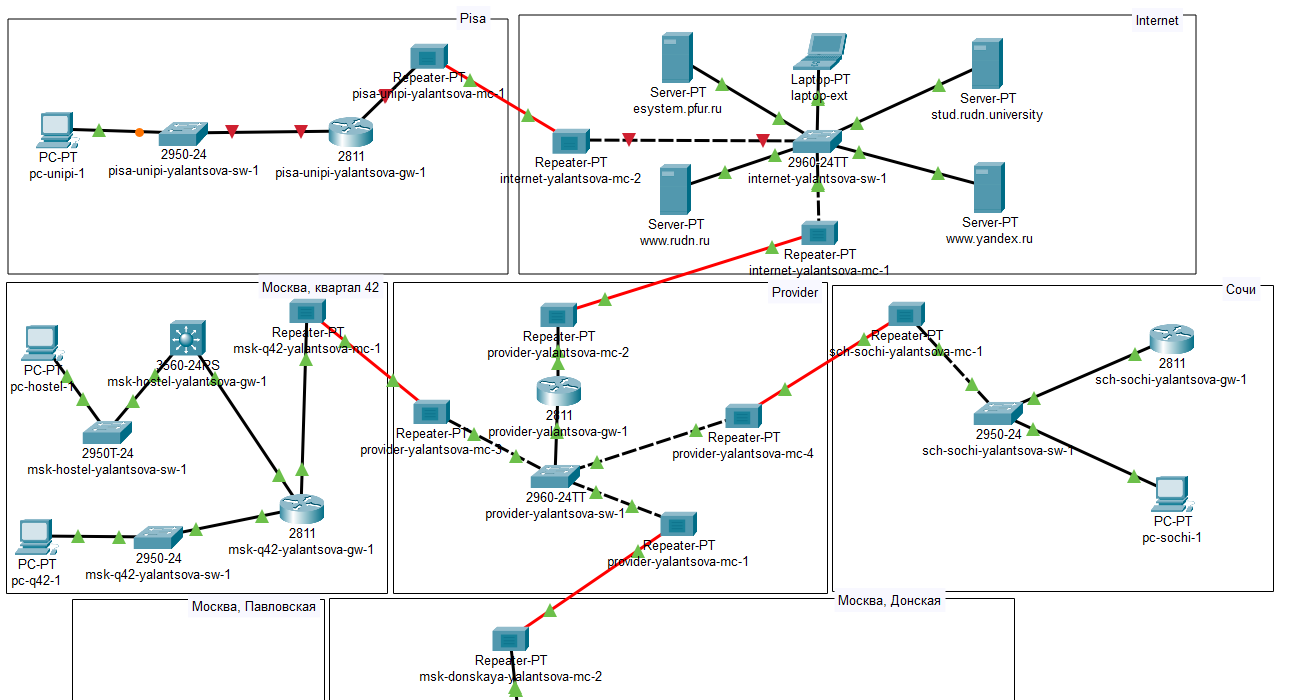 Pisa
Repeater-PT
pisa-unipi-yalantsova-mc-1
PC-PT
pc-unipi-1
2950-24
pisa-unipi-yalantsova-sw-1
2811
pisa-unipi-yalantsova-gw-1
Internet
Server-PT
esystem.pfur.ru
Laptop-PT
laptop-ext
Server-PT
stud.rudn.university
Repeater-PT
internet-yalantsova-mc-2
2960-24TT
internet-yalantsova-sw-1
Server-PT
www.rudn.ru
Server-PT
www.yandex.ru
Repeater-PT
internet-yalantsova-mc-1
Москва, квартал 42
Repeater-PT
msk-q42-yalantsova-mc-1
PC-PT
pc-hostel-1
3560-24PS
msk-hostel-yalantsova-gw-1
2950T-24
msk-hostel-yalantsova-sw-1
2811
msk-q42-yalantsova-gw-1
PC-PT
pc-q42-1
2950-24
msk-q42-yalantsova-sw-1
Provider
Repeater-PT
provider-yalantsova-mc-2
2811
provider-yalantsova-gw-1
Repeater-PT
provider-yalantsova-mc-3
Repeater-PT
provider-yalantsova-mc-4
2960-24TT
provider-yalantsova-sw-1
Repeater-PT
provider-yalantsova-mc-1
Сочи
Repeater-PT
sch-sochi-yalantsova-mc-1
2811
sch-sochi-yalantsova-gw-1
2950-24
sch-sochi-yalantsova-sw-1
PC-PT
pc-sochi-1
Москва, Павловская
Москва, Донская
Repeater-PT
msk-donskaya-yalantsova-mc-2